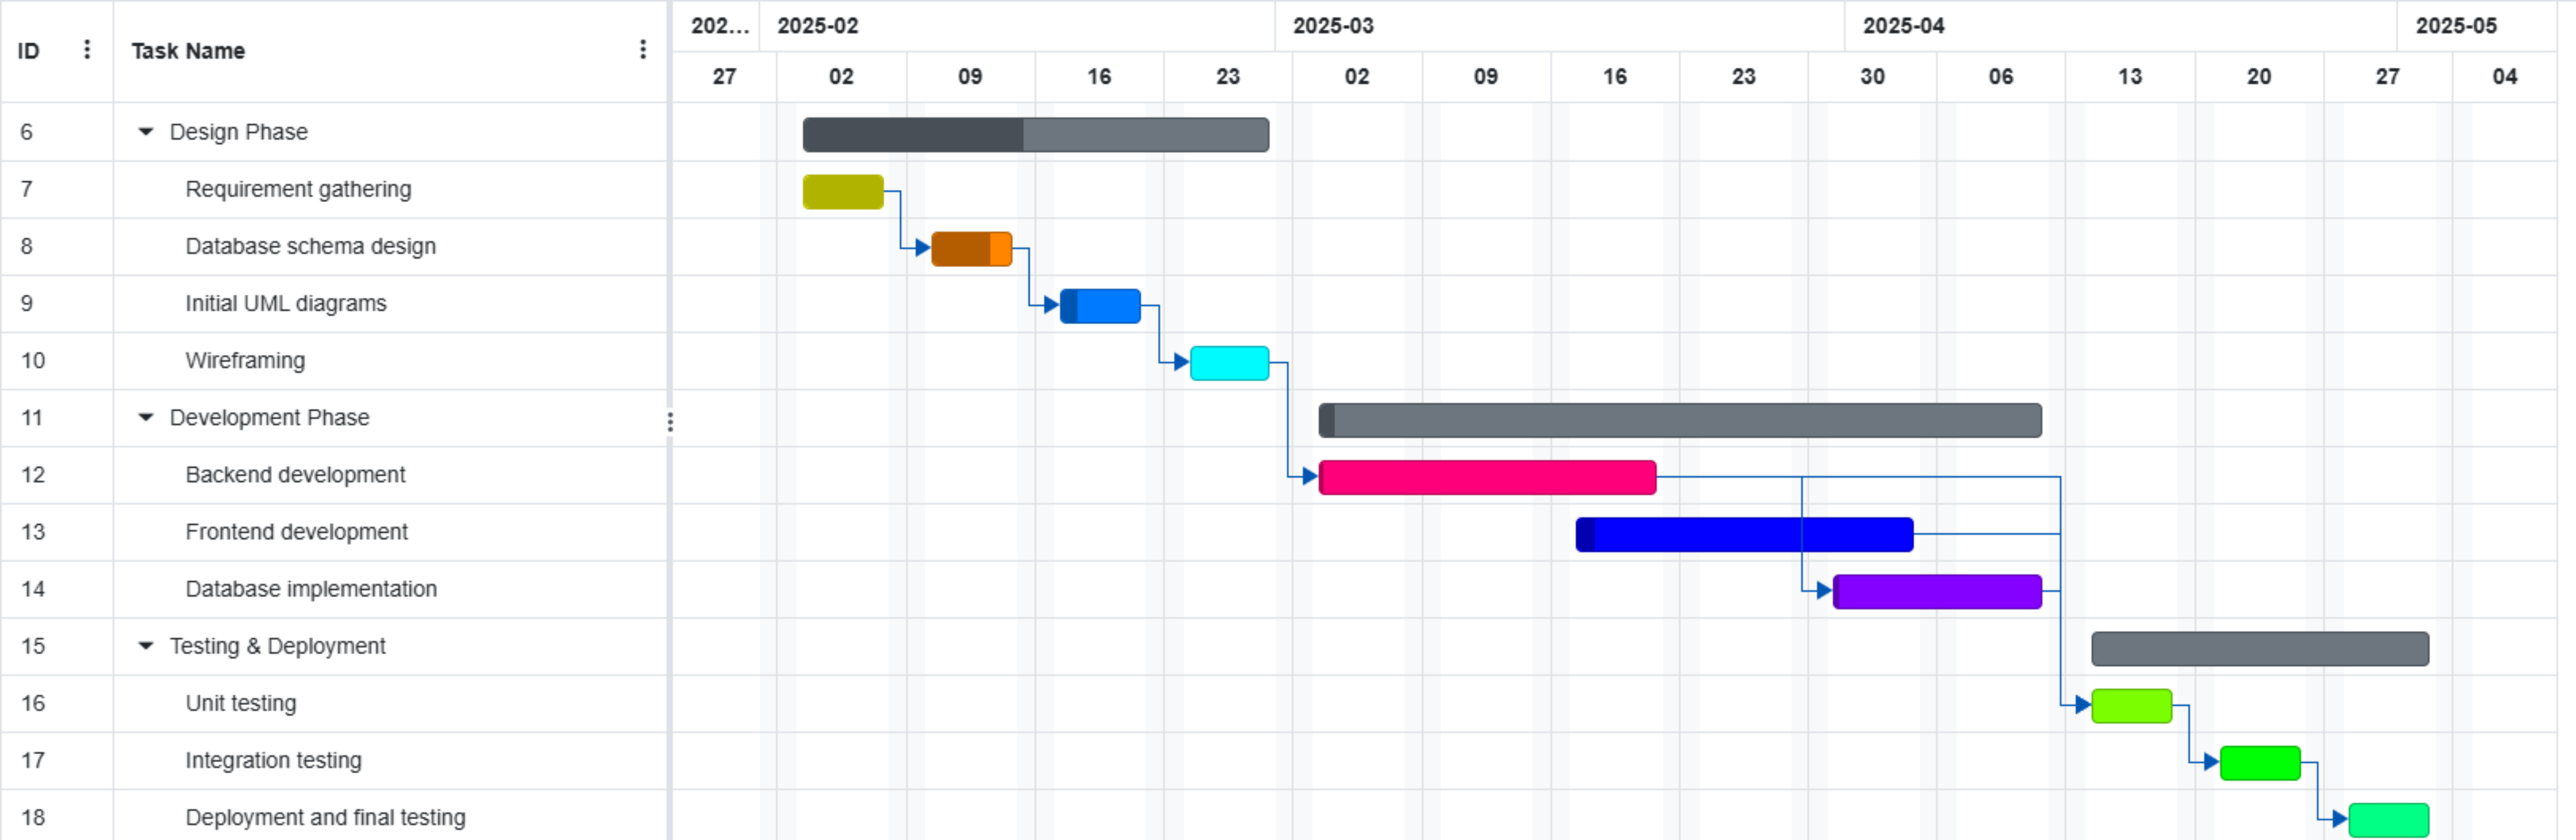 ID Task Name 202... 2025-02 2025-03 2025-04 2025-05
27 02 09 16 23 02 09 16 23 30 06 13 20 27 04
6 Design Phase
7 Requirement gathering
8 Database schema design
9 Initial UML diagrams
10 Wireframing
11 Development Phase
12 Backend development
13 Frontend development
14 Database implementation
15 Testing & Deployment
16 Unit testing
17 Integration testing
18 Deployment and final testing